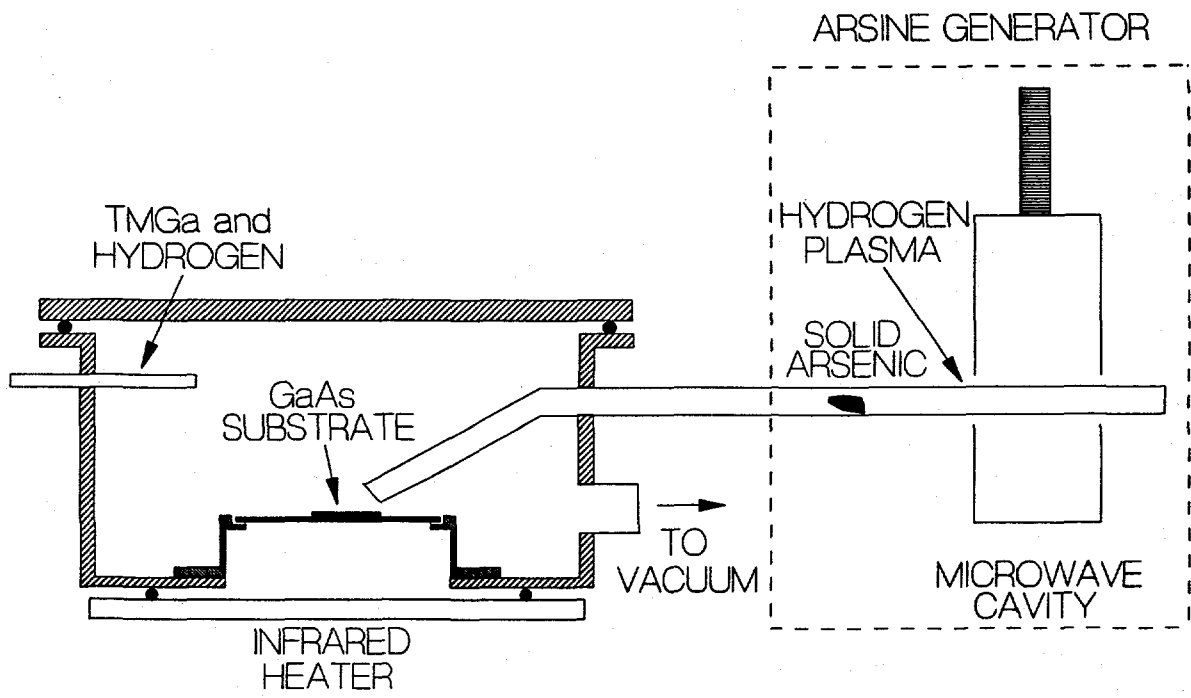 ARSINE GENERATOR
TMGa and
HYDROGEN
HYDROGEN
PLASMA
SOLID
ARSENIC
GaAs
SUBSTRATE
TO
VACUUM
MICROWAVE
CAVITY
INFRARED
HEATER